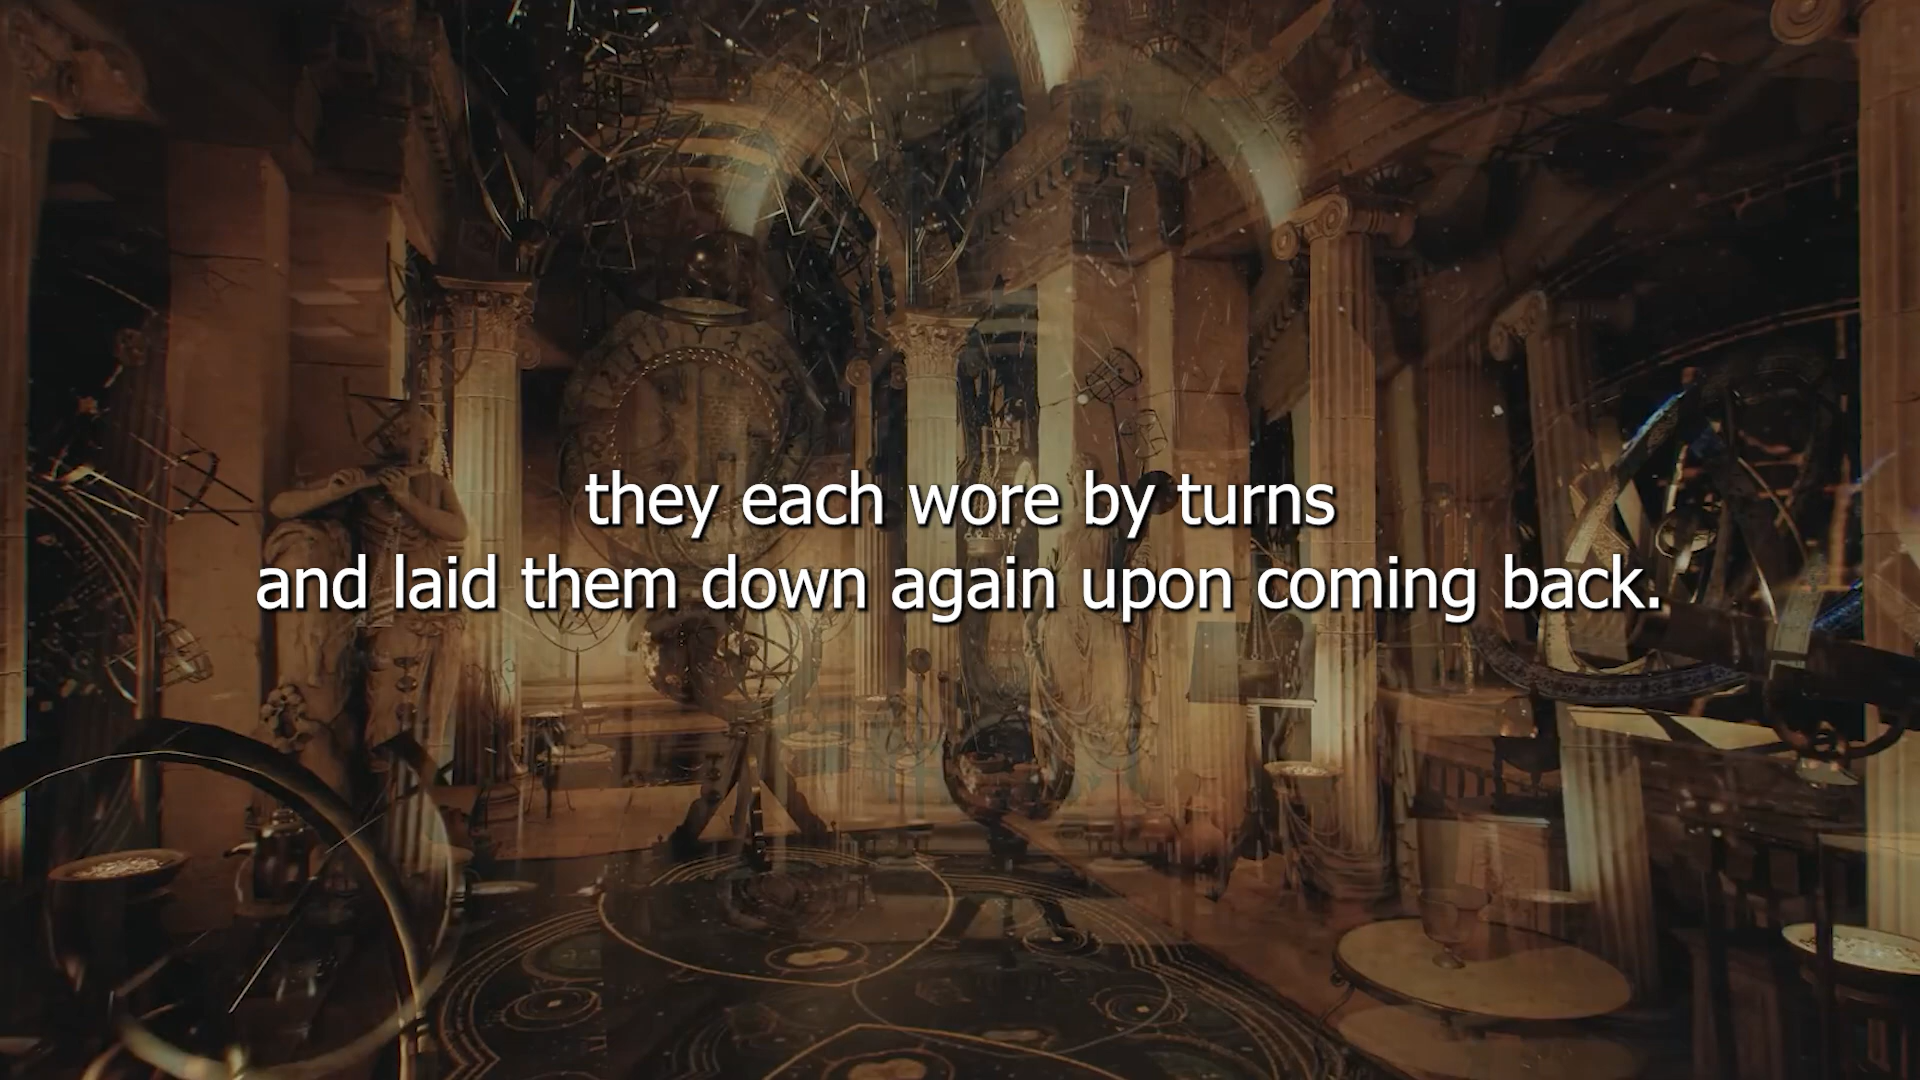 they each wore by turns
and laid them down again upon coming back.